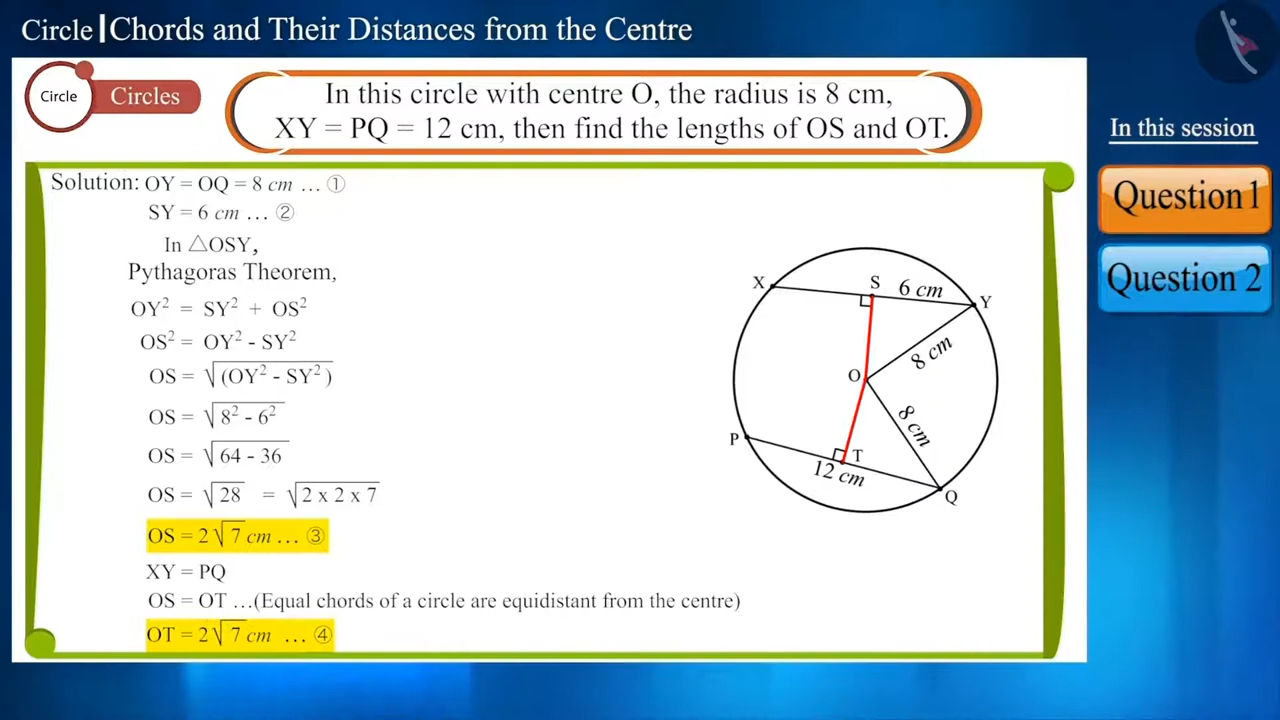 Circle | Chords and Their Distances from the Centre
Circle
Circles
In this circle with centre O, the radius is 8 cm,
XY = PQ = 12 cm, then find the lengths of OS and OT.
In this session
Question 1
Question 2
Solution: OY = OQ = 8 cm … ①
SY = 6 cm … ②
In △OSY,
Pythagoras Theorem,
OY² = SY² + OS²
OS² = OY² - SY²
OS = √(OY² - SY²)
OS = √8² - 6²
OS = √64 - 36
OS = √28 = √2 x 2 x 7
OS = 2√7 cm … ③
XY = PQ
OS = OT …(Equal chords of a circle are equidistant from the centre)
OT = 2√7 cm … ④
X
S
6 cm
Y
O
8 cm
8 cm
P
T
12 cm
Q